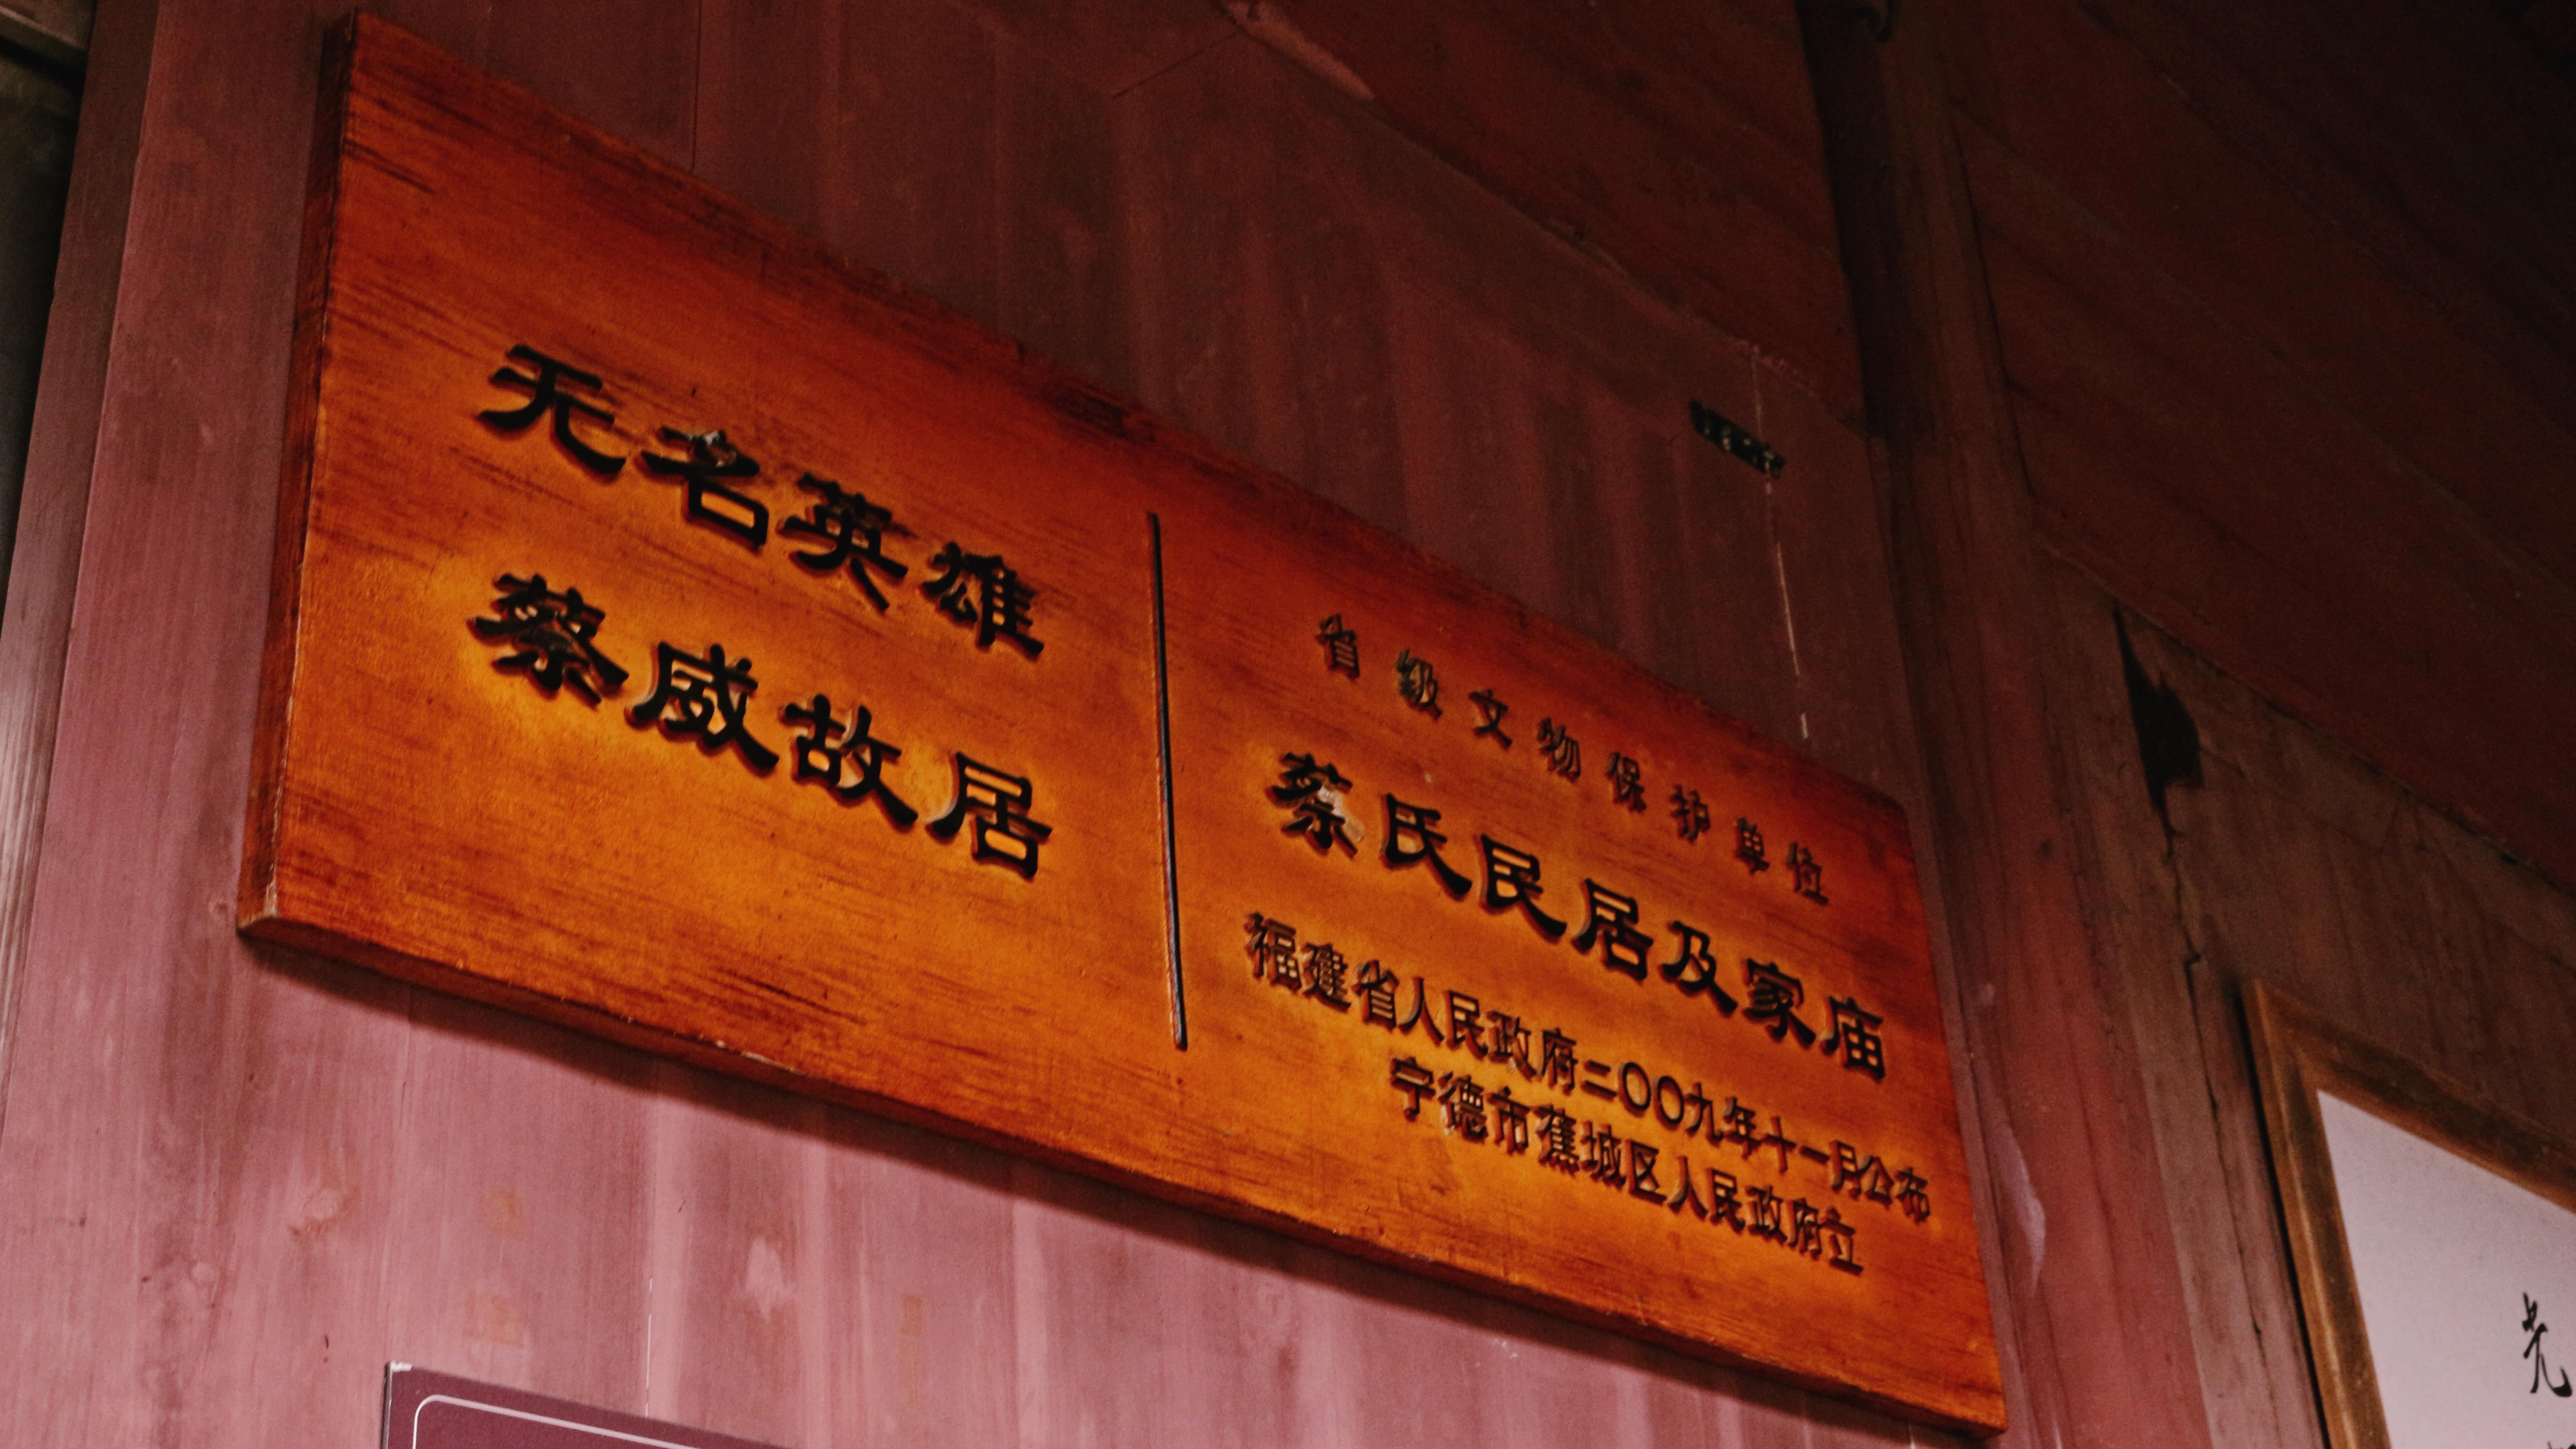 无名英雄
蔡威故居
省级文物保护单位
蔡氏民居及家庙
福建省人民政府二〇〇九年十一月公布
宁德市蕉城区人民政府立
光